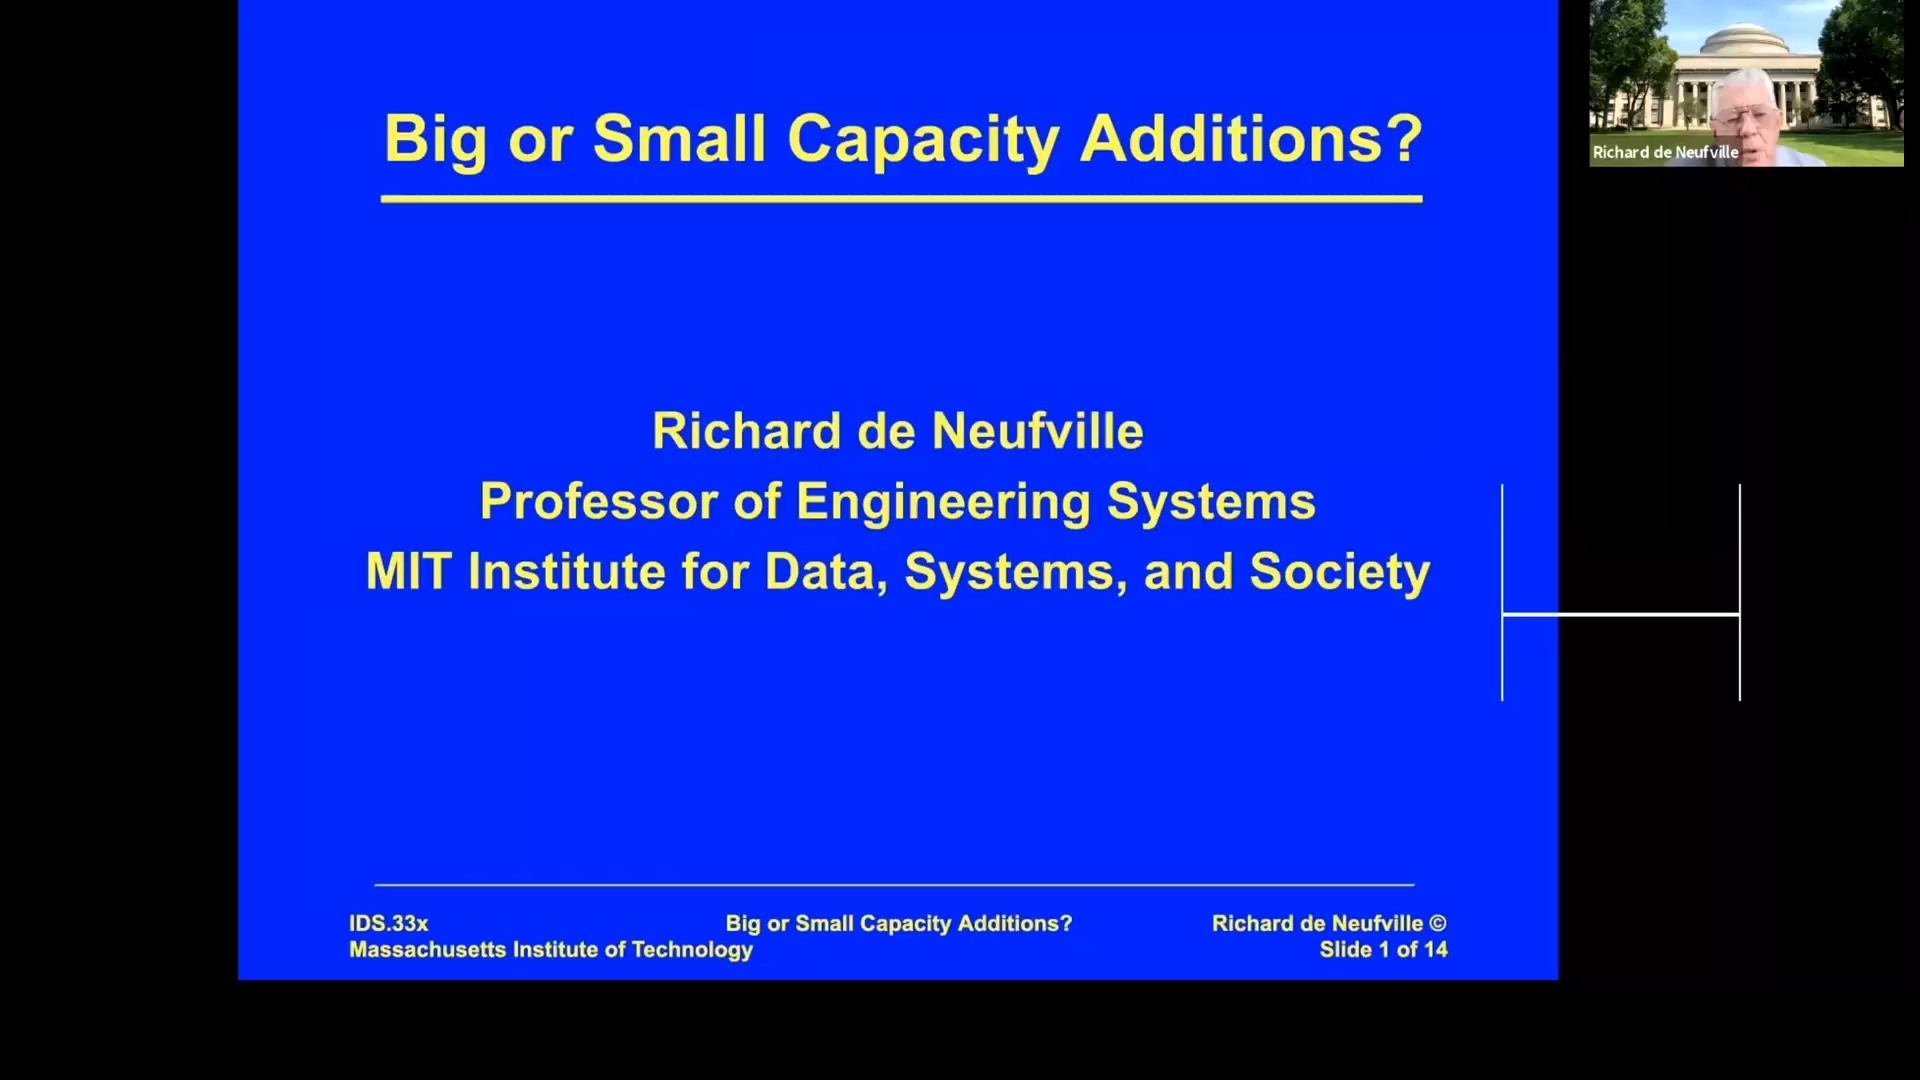 Big or Small Capacity Additions?
Richard de Neufville
Richard de Neufville
Professor of Engineering Systems
MIT Institute for Data, Systems, and Society
IDS.33x
Big or Small Capacity Additions?
Richard de Neufville ©
Massachusetts Institute of Technology
Slide 1 of 14